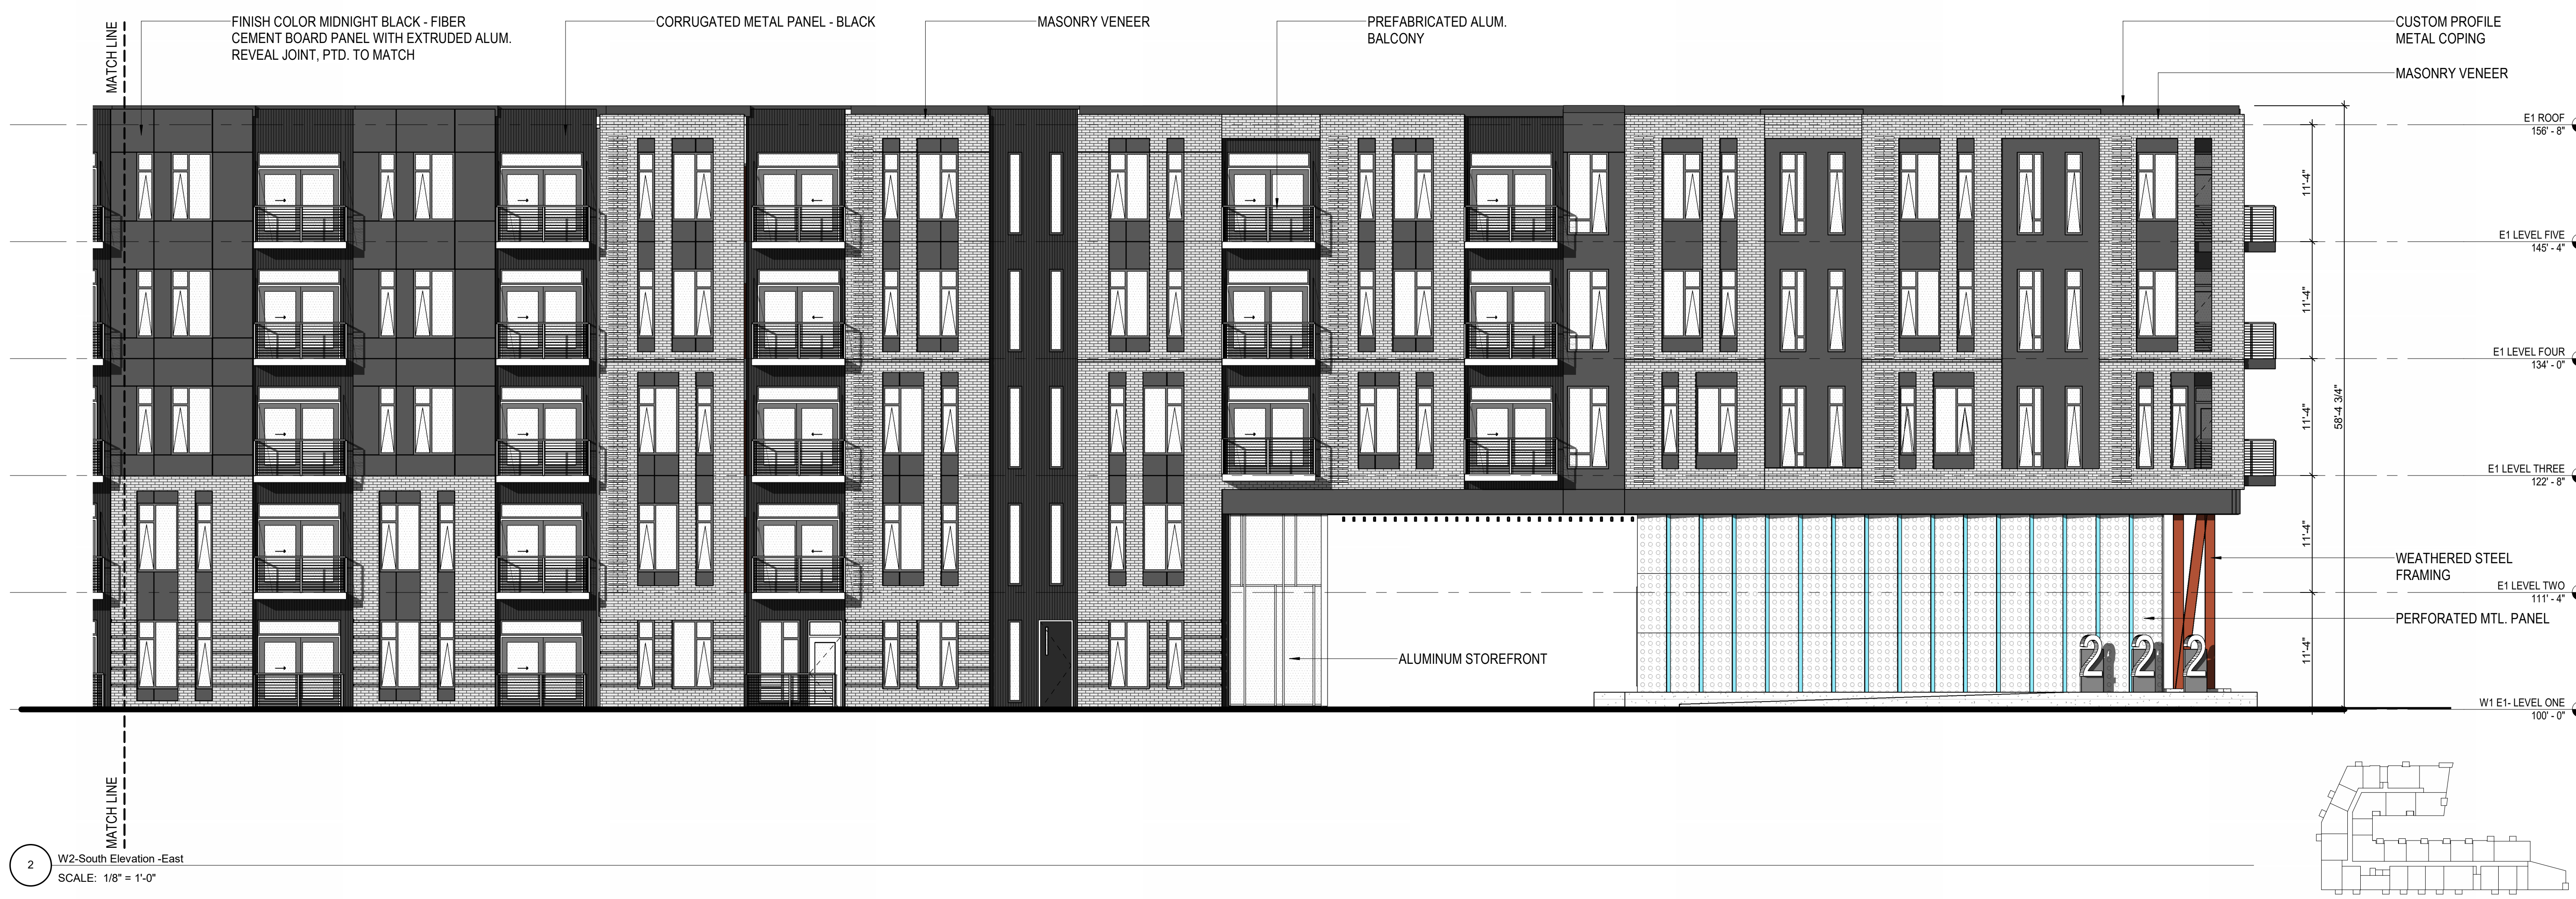 MATCH LINE
FINISH COLOR MIDNIGHT BLACK - FIBER
CEMENT BOARD PANEL WITH EXTRUDED ALUM.
REVEAL JOINT, PTD. TO MATCH
CORRUGATED METAL PANEL - BLACK
MASONRY VENEER
PREFABRICATED ALUM.
BALCONY
CUSTOM PROFILE
METAL COPING
MASONRY VENEER
E1 ROOF
156' - 8"
11'-4"
E1 LEVEL FIVE
145' - 4"
11'-4"
E1 LEVEL FOUR
134' - 0"
11'-4"
58'-4 3/4"
E1 LEVEL THREE
122' - 8"
11'-4"
WEATHERED STEEL
FRAMING
E1 LEVEL TWO
111' - 4"
PERFORATED MTL. PANEL
11'-4"
ALUMINUM STOREFRONT
2 2 2
W1 E1- LEVEL ONE
100' - 0"
MATCH LINE
2
W2-South Elevation -East
SCALE: 1/8" = 1'-0"